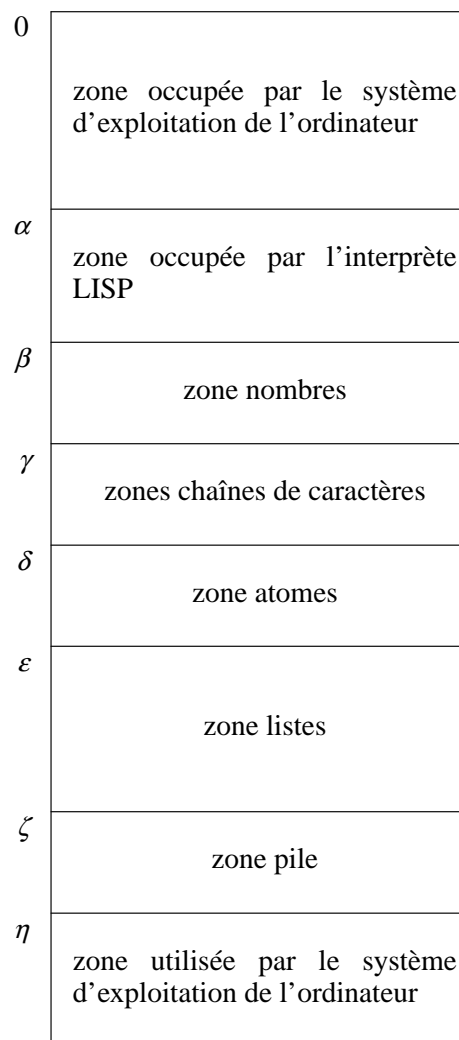 0
zone occupée par le système
d'exploitation de l'ordinateur
α
zone occupée par l'interprète
LISP
β
zone nombres
γ
zones chaînes de caractères
δ
zone atomes
ε
zone listes
ζ
zone pile
η
zone utilisée par le système
d'exploitation de l'ordinateur